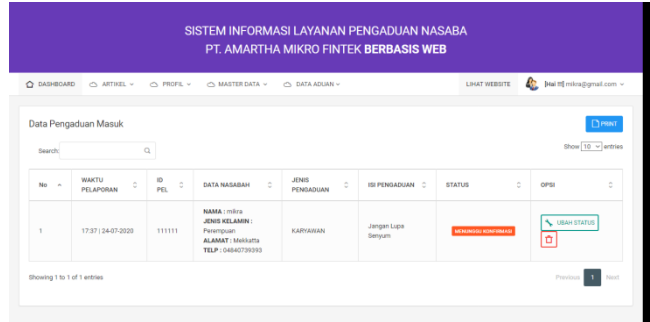 SISTEM INFORMASI LAYANAN PENGADUAN NASABA
PT. AMARTHA MIKRO FINTEK BERBASIS WEB
DASHBOARD ARTIKEL PROFIL MASTER DATA DATA ADUAN LIHAT WEBSITE [Hai !!!] mikra@gmail.com
Data Pengaduan Masuk
PRINT
Search:
Show 10 entries
No WAKTU PELAPORAN ID PEL DATA NASABAH JENIS PENGADUAN ISI PENGADUAN STATUS OPSI
NAMA : mikra
JENIS KELAMIN :
Perempuan
ALAMAT : Mekkatta
TELP : 04840739393
1 17:37 | 24-07-2020 111111 KARYAWAN Jangan Lupa Senyum MENUNGGU KONFIRMASI UBAH STATUS
Showing 1 to 1 of 1 entries
Previous 1 Next